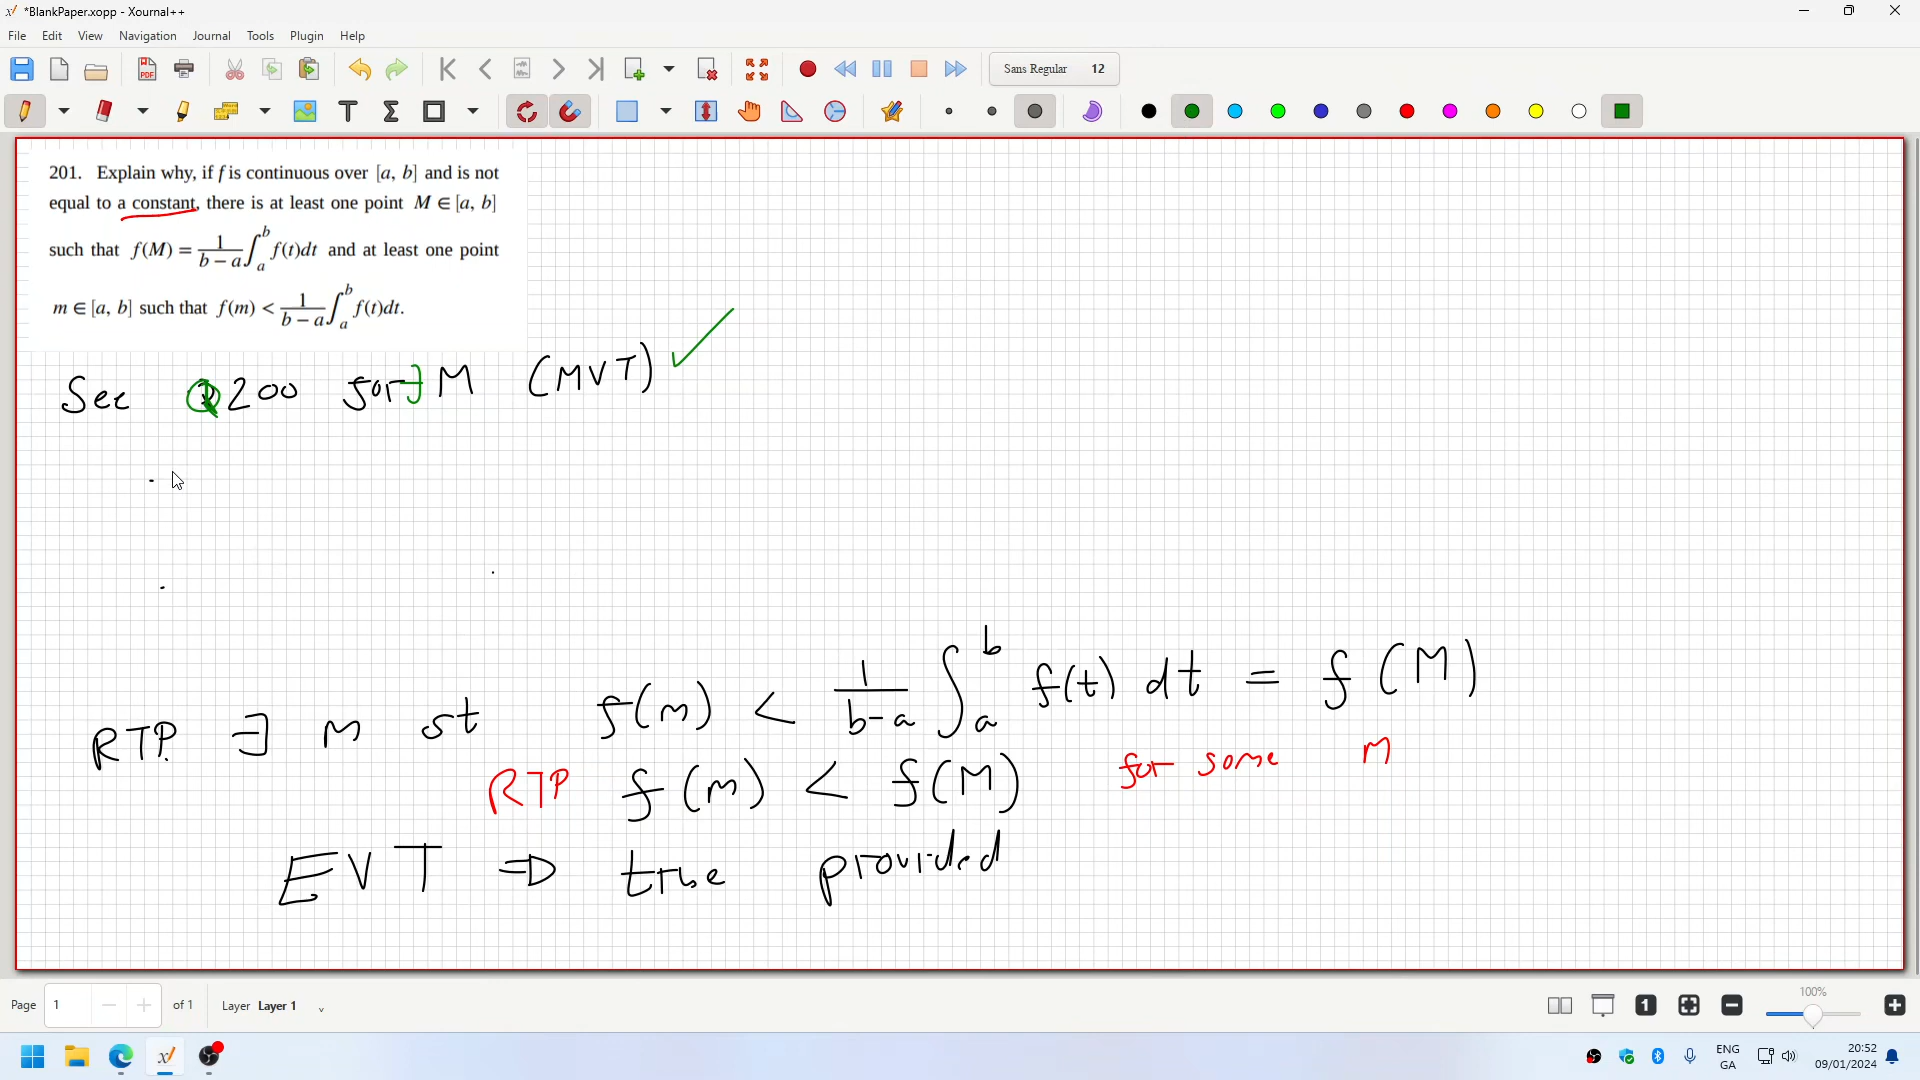 *BlankPaper.xopp - Xournal++
File Edit View Navigation Journal Tools Plugin Help
Sans Regular 12
201. Explain why, if f is continuous over [a, b] and is not
equal to a constant, there is at least one point M ∈ [a, b]
such that f(M) = 1/(b − a) ∫_a^b f(t)dt and at least one point
m ∈ [a, b] such that f(m) < 1/(b − a) ∫_a^b f(t)dt.
See Q200 for ∃ M (MVT) ✓
RTP ∃ m st f(m) < 1/(b-a) ∫_a^b f(t) dt = f(M)
RTP f(m) < f(M) for some m
EVT ⇒ true provided
Page 1 of 1 Layer Layer 1 100%
ENG
GA
20:52
09/01/2024